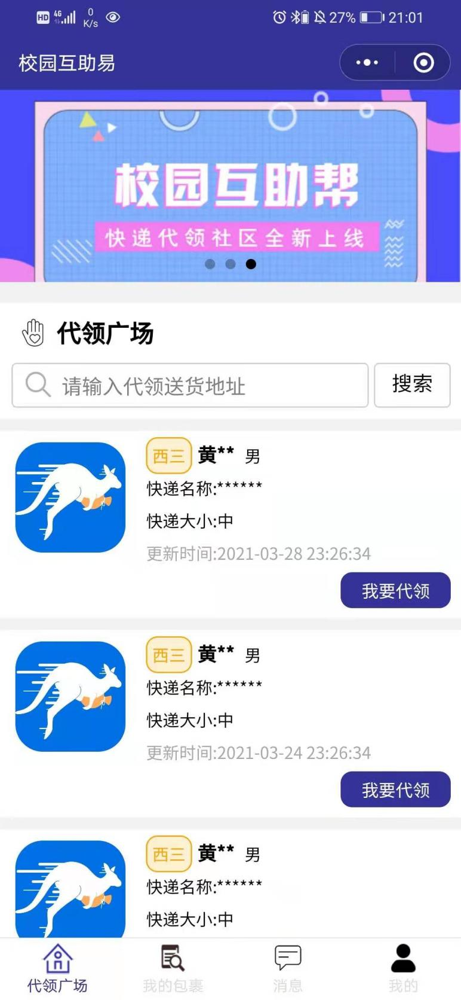 HD 4G 0 K/s 27% 21:01
校园互助易
校园互助帮
快递代领社区全新上线
代领广场
请输入代领送货地址 搜索
西三 黄** 男
快递名称:******
快递大小:中
更新时间:2021-03-28 23:26:34
我要代领
西三 黄** 男
快递名称:******
快递大小:中
更新时间:2021-03-24 23:26:34
我要代领
西三 黄** 男
快递名称:******
快递大小:中
代领广场 我的包裹 消息 我的